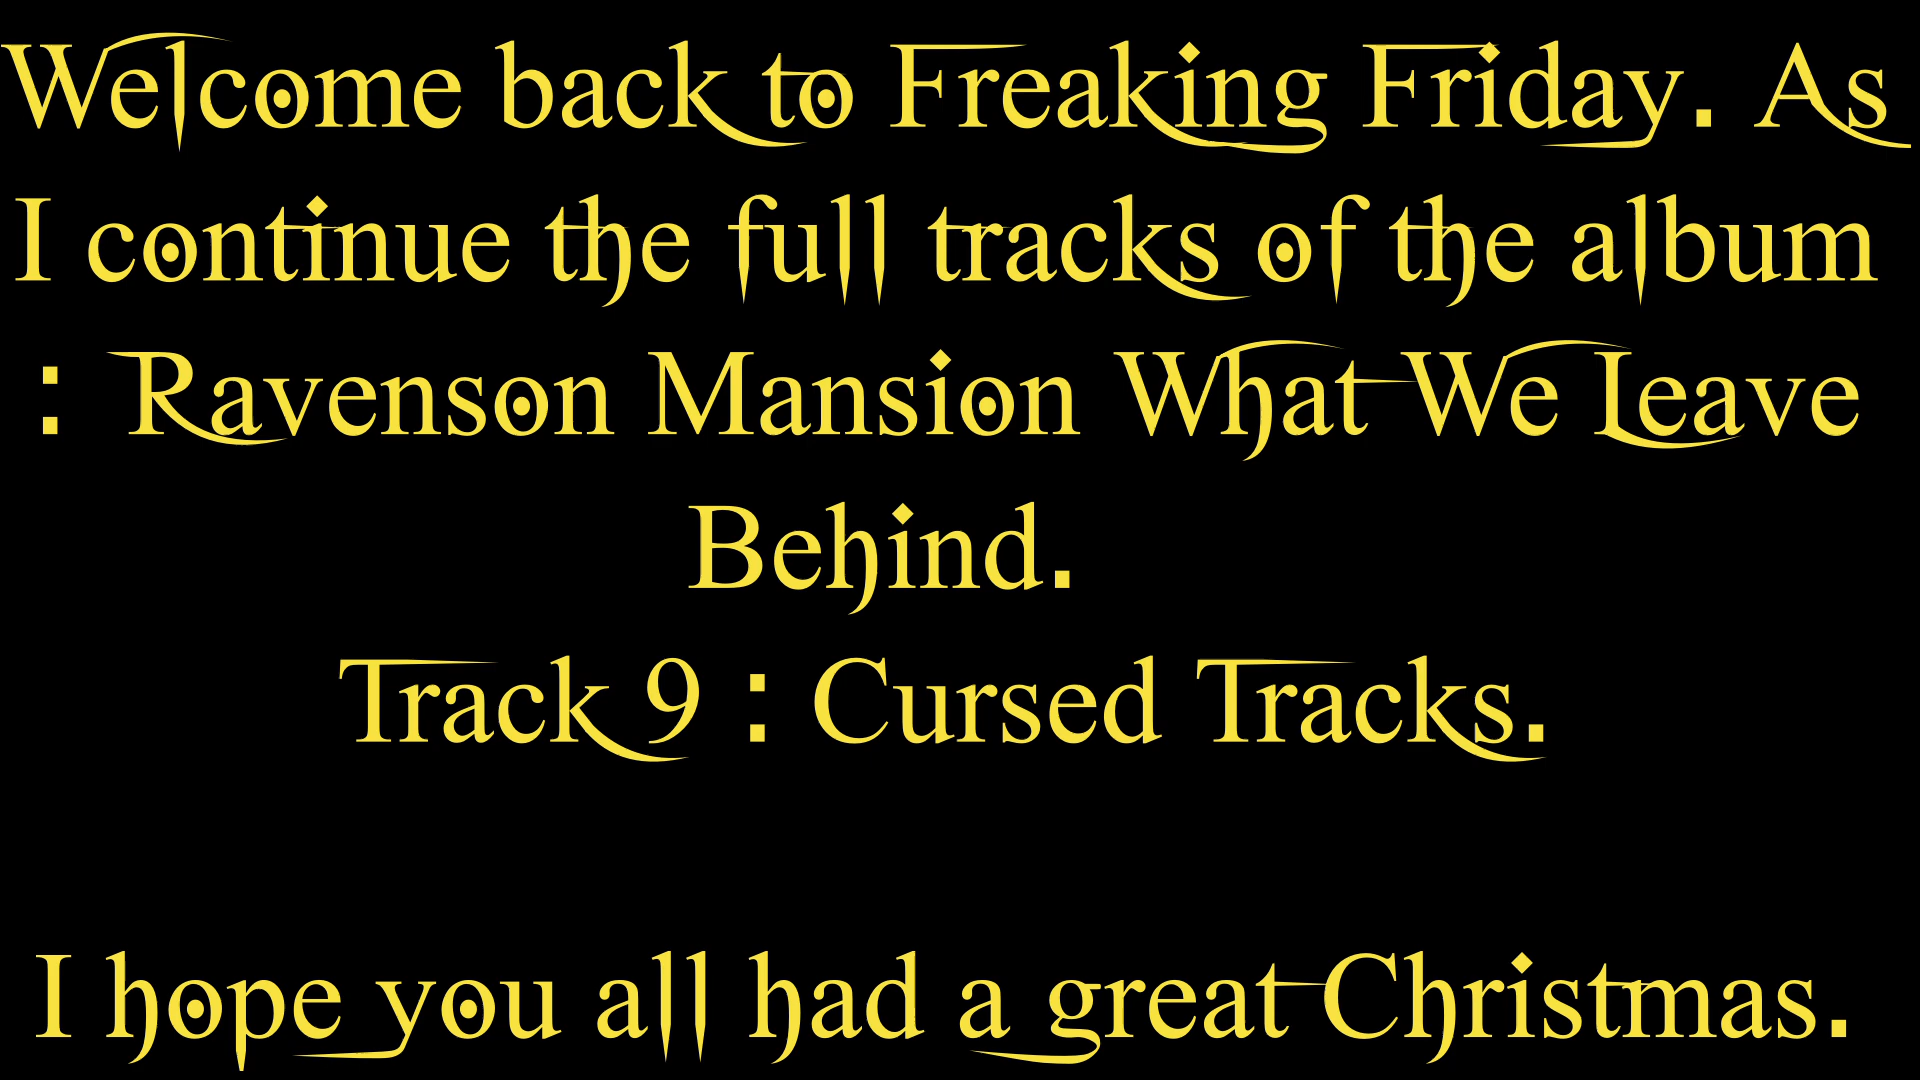 Welcome back to Freaking Friday. As
I continue the full tracks of the album
: Ravenson Mansion What We Leave
Behind.
Track 9 : Cursed Tracks.
I hope you all had a great Christmas.